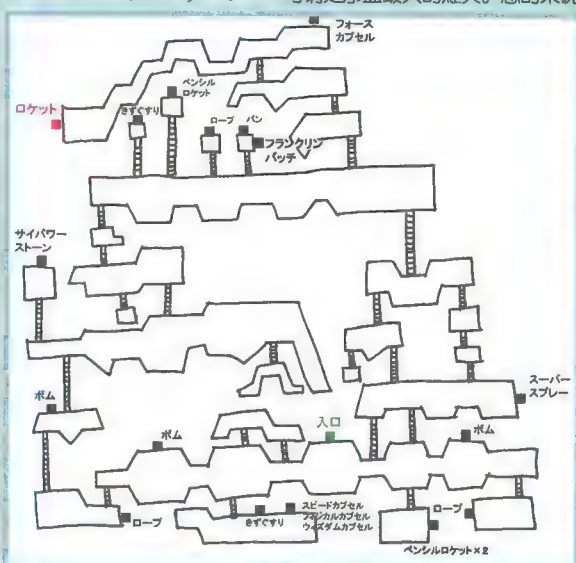 フォース
カプセル
ペンシル
ロケット
ロケット
きずぐすり
ロープ
パン
フランクリン
バッヂ
サイパワー
ストーン
ボム
ボム
入口
ボム
スーパー
スプレー
ロープ
きずぐすり
スピードカプセル
フィジカルカプセル
ウィズダムカプセル
ロープ
ペンシルロケット×2